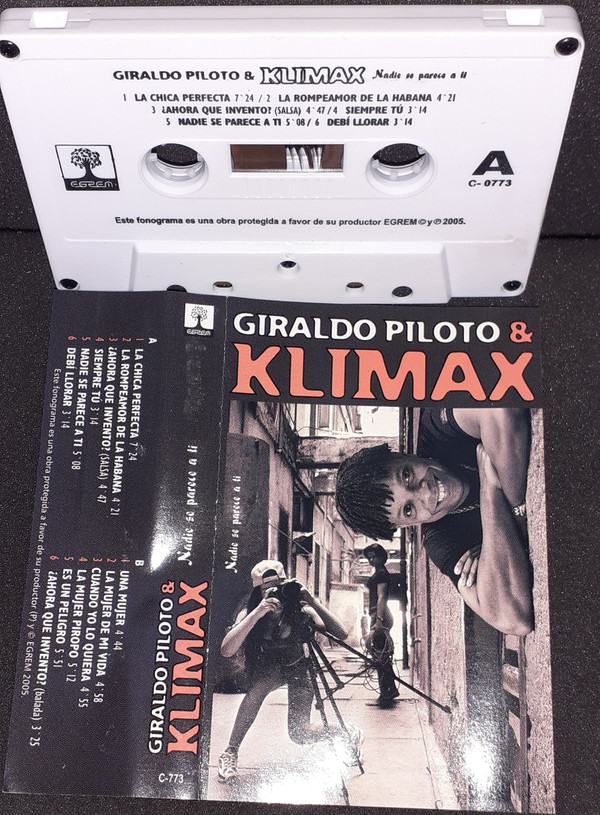 GIRALDO PILOTO & KLIMAX Nadie se parece a ti
1 LA CHICA PERFECTA 7´24 / 2 LA ROMPEAMOR DE LA HABANA 4´21
3 ¿AHORA QUE INVENTO? (SALSA) 4´47 / 4 SIEMPRE TÚ 3´14
5 NADIE SE PARECE A TI 5´08 / 6 DEBÍ LLORAR 3´14
EGREM
A
C- 0773
Este fonograma es una obra protegida a favor de su productor EGREM © y ℗ 2005.
GIRALDO PILOTO &
KLIMAX
Nadie se parece a ti
EGREM
Nadie se parece a ti
GIRALDO PILOTO &
KLIMAX
C-773
A
1 LA CHICA PERFECTA 7´24
2 LA ROMPEAMOR DE LA HABANA 4´21
3 ¿AHORA QUE INVENTO? (SALSA) 4´47
4 SIEMPRE TÚ 3´14
5 NADIE SE PARECE A TI 5´08
6 DEBÍ LLORAR 3´14
B
1 UNA MUJER 4´44
2 LA MUJER DE MI VIDA 4´58
3 CUANDO YO LO QUIERA 4´55
4 LA MUJER PIROPO 5´12
5 ES UN PELIGRO 5´51
6 ¿AHORA QUE INVENTO? (balada) 3´25
Este fonograma es una obra protegida a favor de su productor (P) y © EGREM 2005.